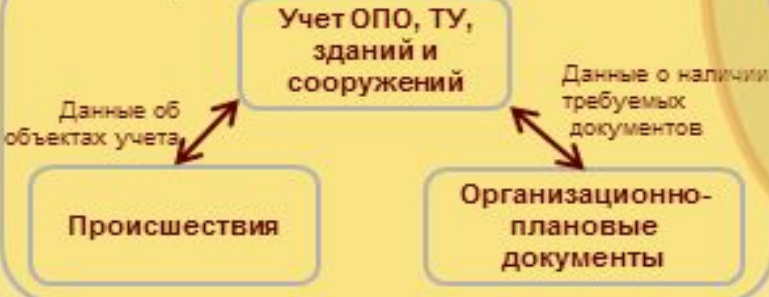 Учет ОПО, ТУ,
зданий и
сооружений
Данные об
объектах учета
Данные о наличии
требуемых
документов
Происшествия
Организационно-
плановые
документы